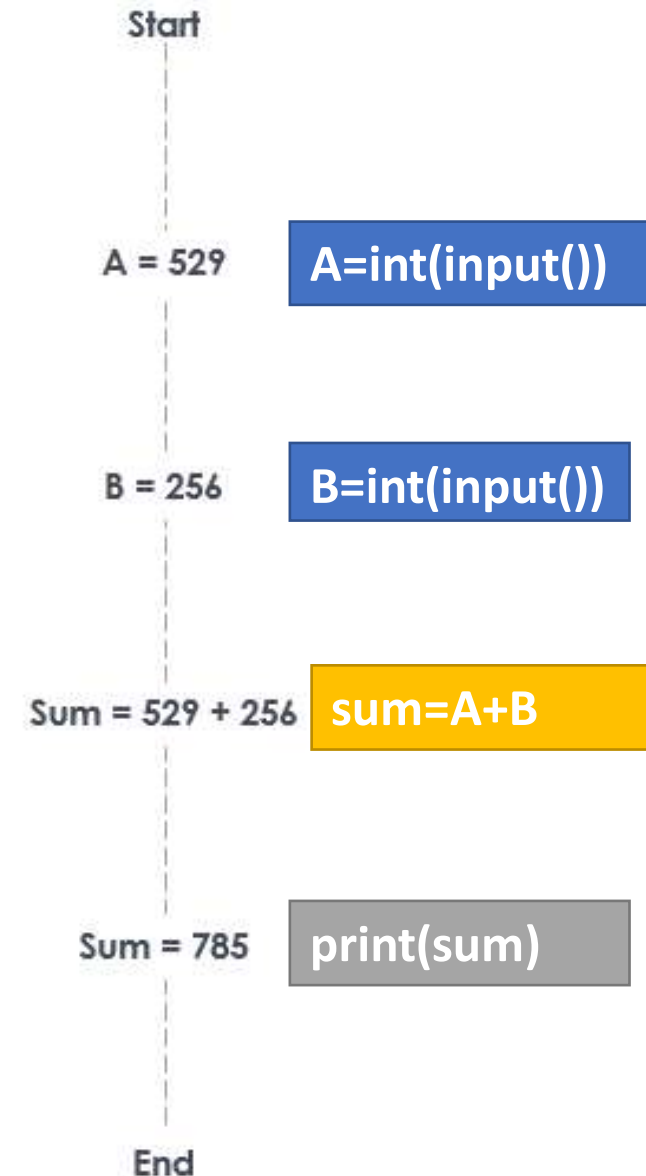 Start
A = 529 A=int(input())
B = 256 B=int(input())
Sum = 529 + 256 sum=A+B
Sum = 785 print(sum)
End